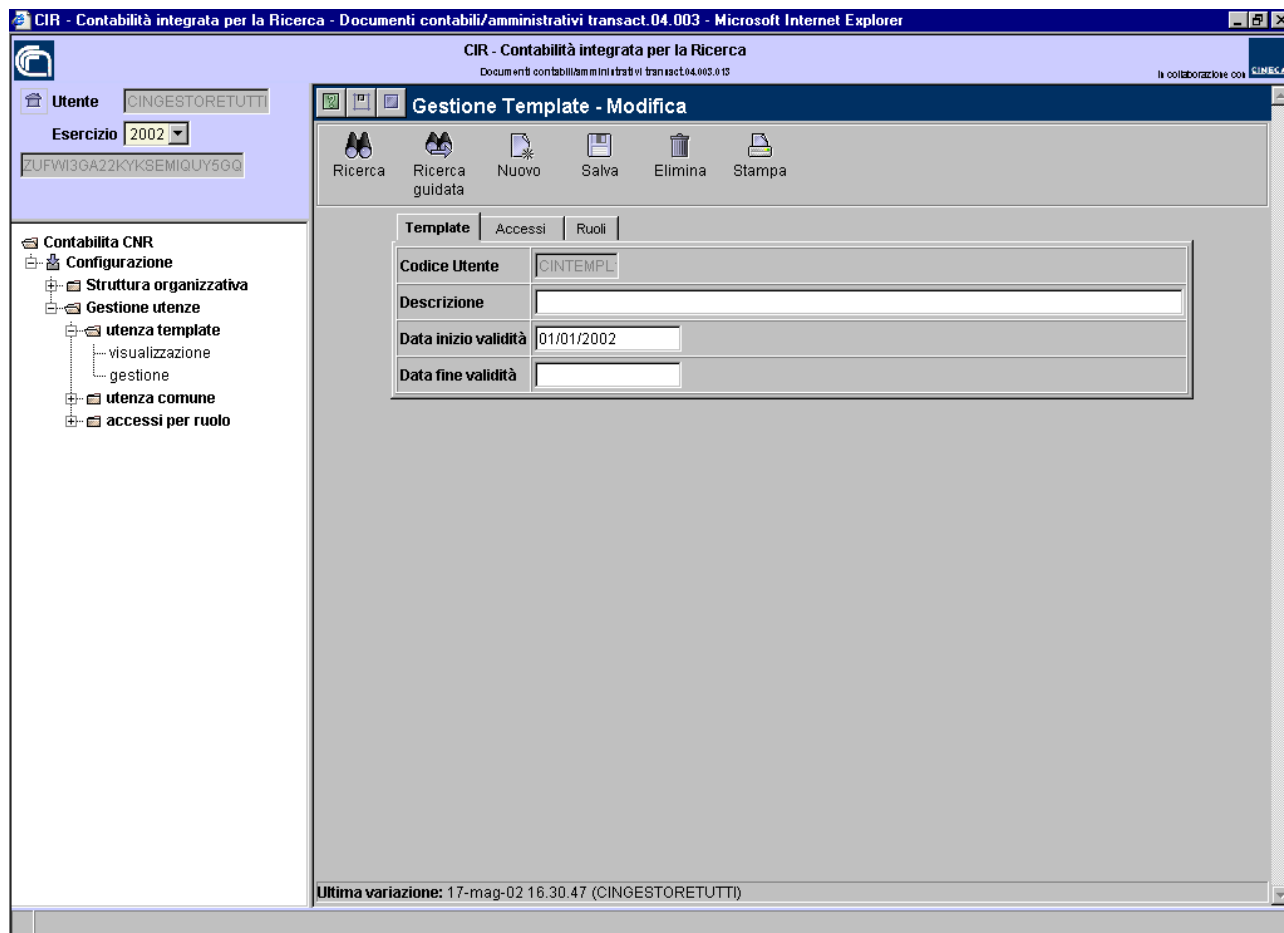 CIR - Contabilità integrata per la Ricerca - Documenti contabili/amministrativi transact.04.003 - Microsoft Internet Explorer
CIR - Contabilità integrata per la Ricerca
Documenti contabili/amministrativi transact.04.003.013
In collaborazione con CINECA
Utente CINGESTORETUTTI
Esercizio 2002
ZUFWI3GA22KYKSEMIQUY5GQ
Gestione Template - Modifica
Ricerca
Ricerca guidata
Nuovo
Salva
Elimina
Stampa
Contabilita CNR
Configurazione
Struttura organizzativa
Gestione utenze
utenza template
visualizzazione
gestione
utenza comune
accessi per ruolo
Template Accessi Ruoli
Codice Utente CINTEMPL
Descrizione
Data inizio validità 01/01/2002
Data fine validità
Ultima variazione: 17-mag-02 16.30.47 (CINGESTORETUTTI)